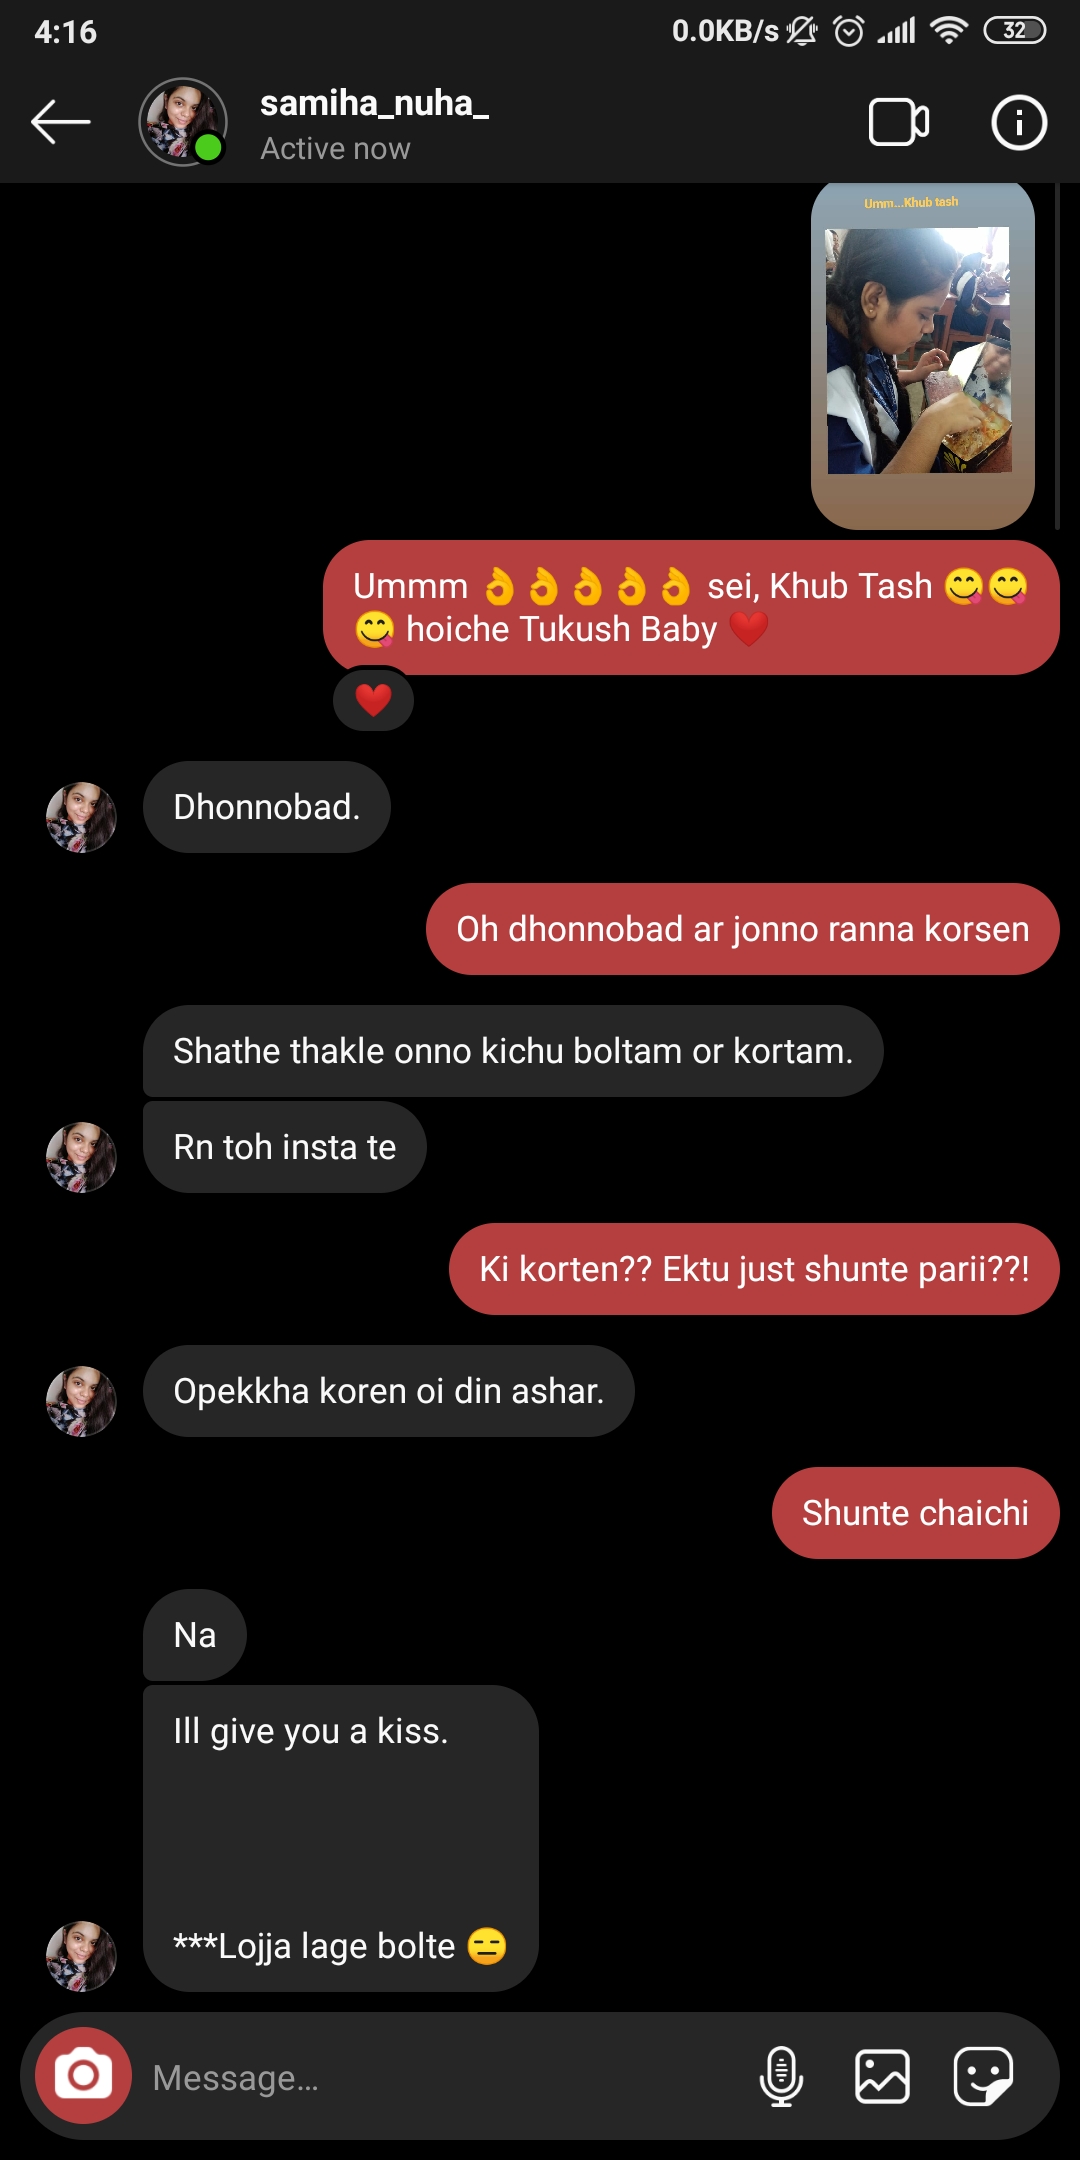 4:16
0.0KB/s
32
samiha_nuha_
Active now
Umm...Khub tash
Ummm 👌👌👌👌👌 sei, Khub Tash 😋😋
😋 hoiche Tukush Baby ❤️
❤️
Dhonnobad.
Oh dhonnobad ar jonno ranna korsen
Shathe thakle onno kichu boltam or kortam.
Rn toh insta te
Ki korten?? Ektu just shunte parii??!
Opekkha koren oi din ashar.
Shunte chaichi
Na
Ill give you a kiss.
***Lojja lage bolte 😑
Message...